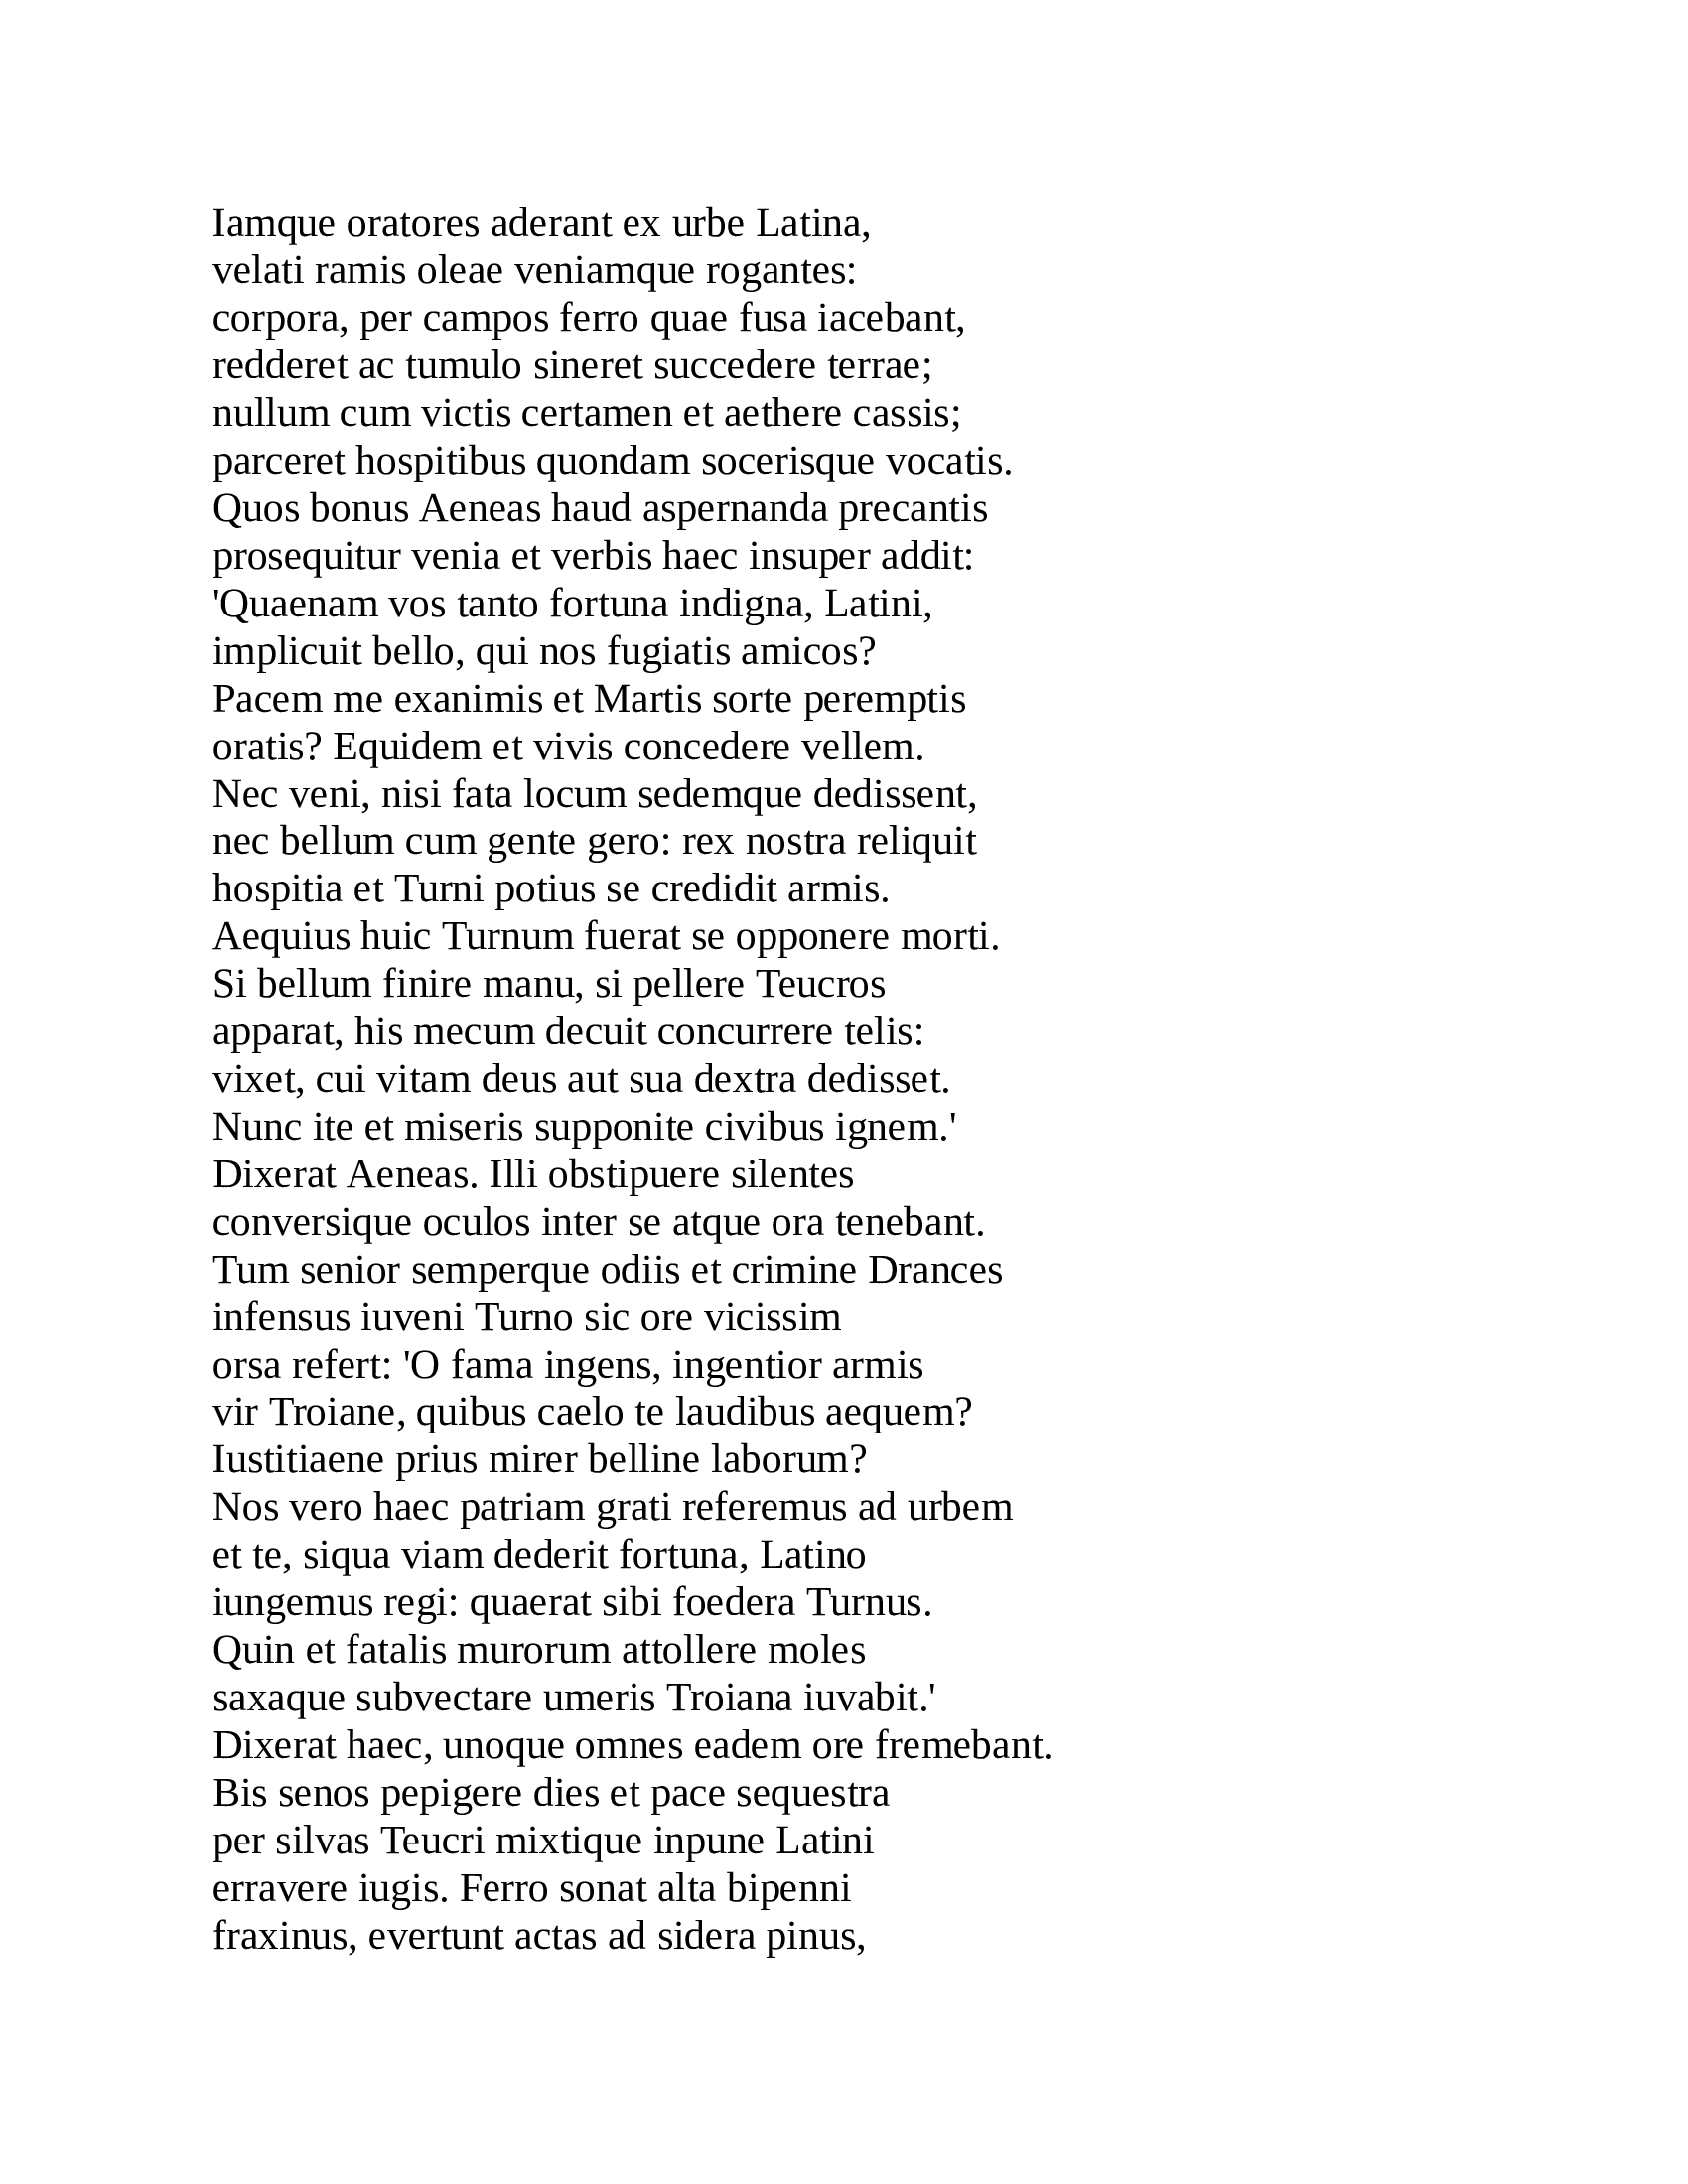 Iamque oratores aderant ex urbe Latina,
velati ramis oleae veniamque rogantes:
corpora, per campos ferro quae fusa iacebant,
redderet ac tumulo sineret succedere terrae;
nullum cum victis certamen et aethere cassis;
parceret hospitibus quondam socerisque vocatis.
Quos bonus Aeneas haud aspernanda precantis
prosequitur venia et verbis haec insuper addit:
'Quaenam vos tanto fortuna indigna, Latini,
implicuit bello, qui nos fugiatis amicos?
Pacem me exanimis et Martis sorte peremptis
oratis? Equidem et vivis concedere vellem.
Nec veni, nisi fata locum sedemque dedissent,
nec bellum cum gente gero: rex nostra reliquit
hospitia et Turni potius se credidit armis.
Aequius huic Turnum fuerat se opponere morti.
Si bellum finire manu, si pellere Teucros
apparat, his mecum decuit concurrere telis:
vixet, cui vitam deus aut sua dextra dedisset.
Nunc ite et miseris supponite civibus ignem.'
Dixerat Aeneas. Illi obstipuere silentes
conversique oculos inter se atque ora tenebant.
Tum senior semperque odiis et crimine Drances
infensus iuveni Turno sic ore vicissim
orsa refert: 'O fama ingens, ingentior armis
vir Troiane, quibus caelo te laudibus aequem?
Iustitiaene prius mirer belline laborum?
Nos vero haec patriam grati referemus ad urbem
et te, siqua viam dederit fortuna, Latino
iungemus regi: quaerat sibi foedera Turnus.
Quin et fatalis murorum attollere moles
saxaque subvectare umeris Troiana iuvabit.'
Dixerat haec, unoque omnes eadem ore fremebant.
Bis senos pepigere dies et pace sequestra
per silvas Teucri mixtique inpune Latini
erravere iugis. Ferro sonat alta bipenni
fraxinus, evertunt actas ad sidera pinus,